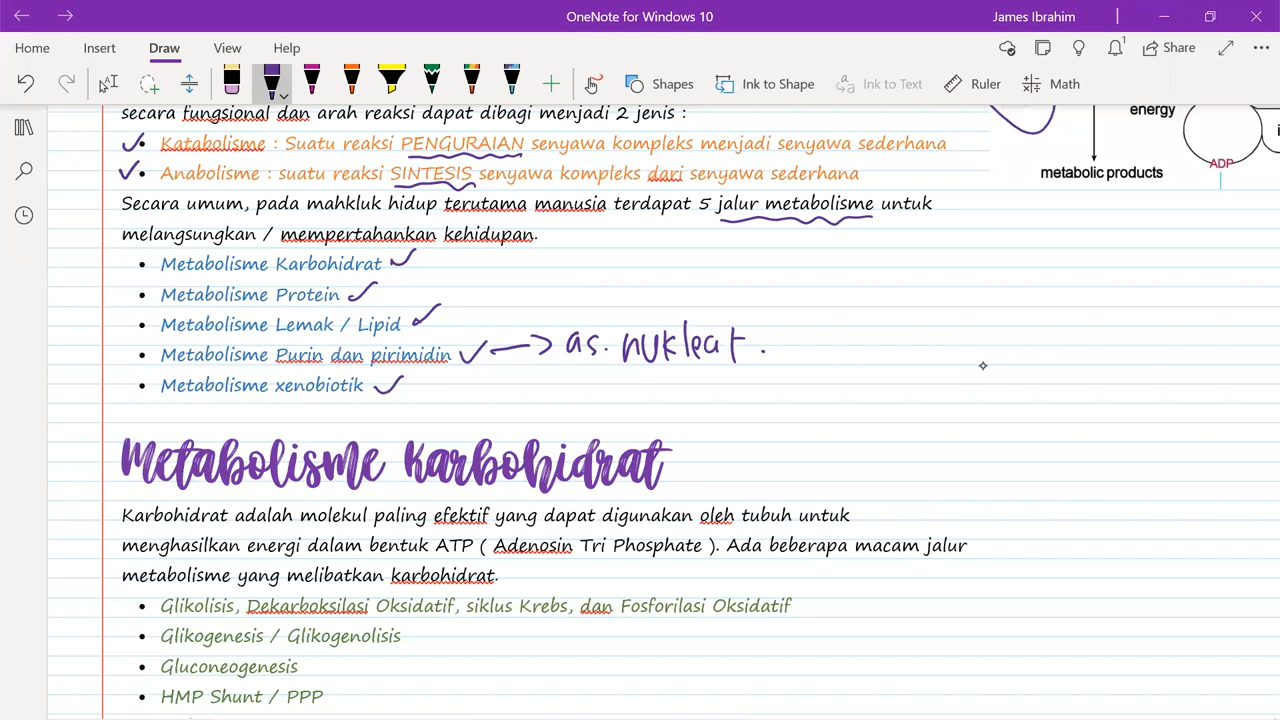 OneNote for Windows 10
James Ibrahim
Home Insert Draw View Help
1
Share
Shapes Ink to Shape Ink to Text Ruler Math
secara fungsional dan arah reaksi dapat dibagi menjadi 2 jenis :
• Katabolisme : Suatu reaksi PENGURAIAN senyawa kompleks menjadi senyawa sederhana
• Anabolisme : suatu reaksi SINTESIS senyawa kompleks dari senyawa sederhana
Secara umum, pada mahkluk hidup terutama manusia terdapat 5 jalur metabolisme untuk
melangsungkan / mempertahankan kehidupan.
• Metabolisme Karbohidrat
• Metabolisme Protein
• Metabolisme Lemak / Lipid
• Metabolisme Purin dan pirimidin → as. nukleat.
• Metabolisme xenobiotik
energy
ADP
metabolic products
Metabolisme Karbohidrat
Karbohidrat adalah molekul paling efektif yang dapat digunakan oleh tubuh untuk
menghasilkan energi dalam bentuk ATP ( Adenosin Tri Phosphate ). Ada beberapa macam jalur
metabolisme yang melibatkan karbohidrat.
• Glikolisis, Dekarboksilasi Oksidatif, siklus Krebs, dan Fosforilasi Oksidatif
• Glikogenesis / Glikogenolisis
• Gluconeogenesis
• HMP Shunt / PPP